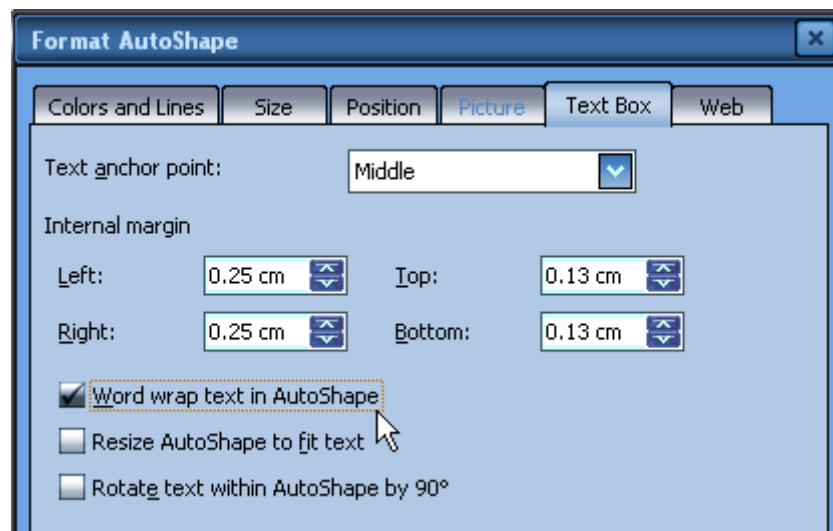 Format AutoShape
Colors and Lines Size Position Picture Text Box Web
Text anchor point: Middle
Internal margin
Left: 0.25 cm Top: 0.13 cm
Right: 0.25 cm Bottom: 0.13 cm
Word wrap text in AutoShape
Resize AutoShape to fit text
Rotate text within AutoShape by 90°